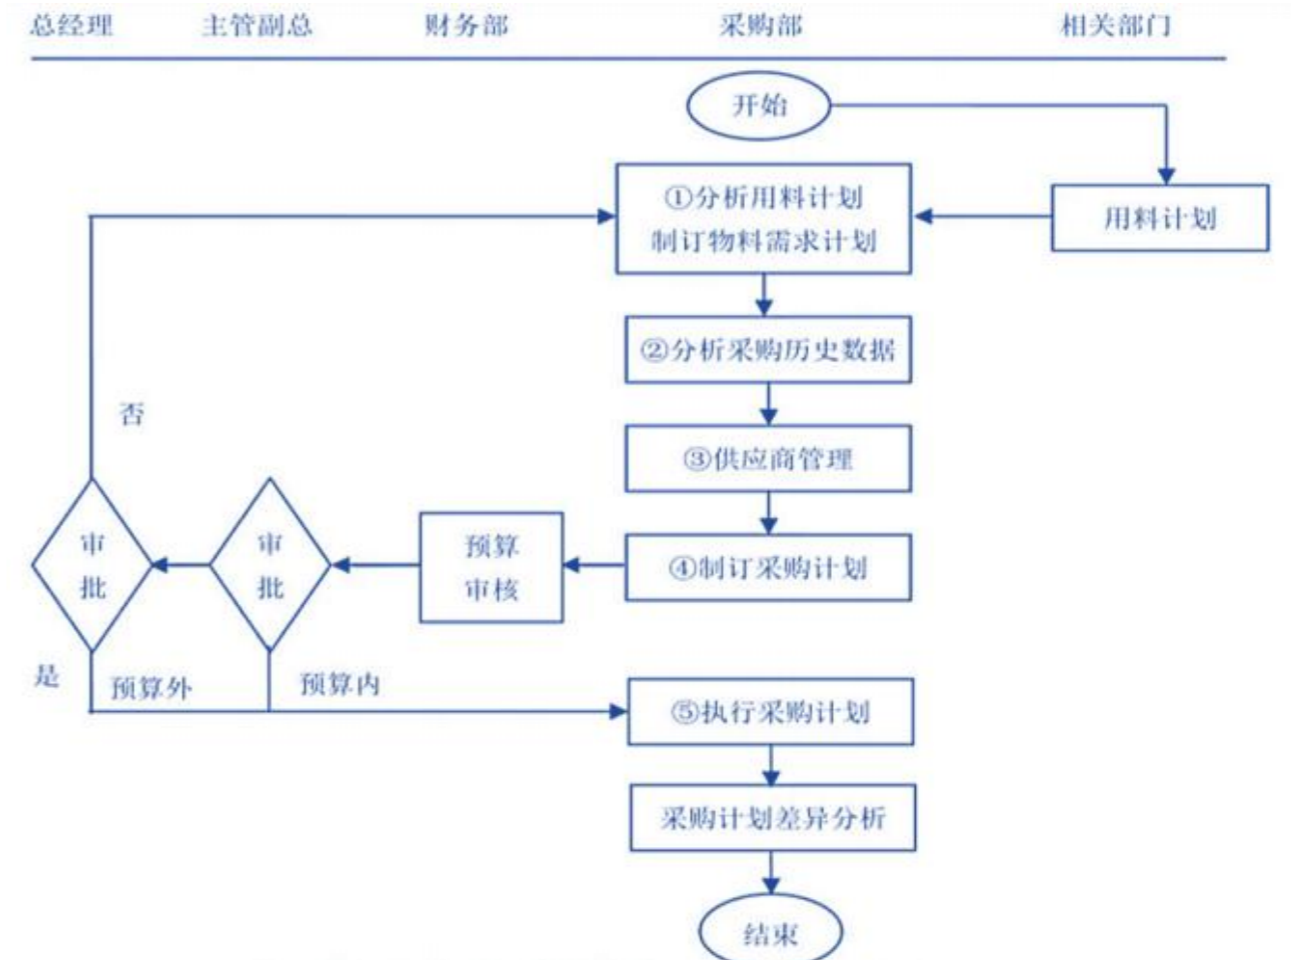 总经理 主管副总 财务部 采购部 相关部门
开始
①分析用料计划
制订物料需求计划
用料计划
②分析采购历史数据
否
③供应商管理
审
批
审
批
预算
审核
④制订采购计划
是
预算外
预算内
⑤执行采购计划
采购计划差异分析
结束